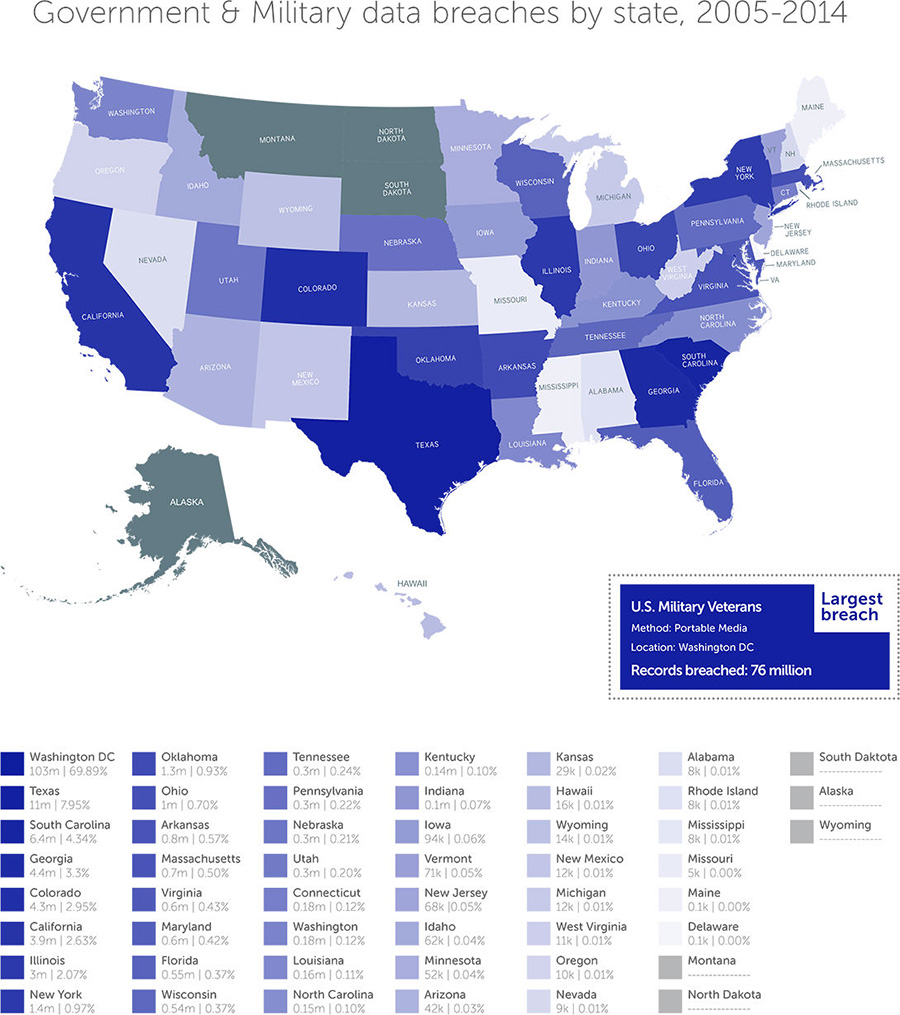 Government & Military data breaches by state, 2005-2014
WASHINGTON
MONTANA
NORTH
DAKOTA
MINNESOTA
MAINE
OREGON
IDAHO
SOUTH
DAKOTA
WISCONSIN
MICHIGAN
NEW
YORK
VT
NH
MASSACHUSETTS
CT
RHODE ISLAND
WYOMING
NEVADA
NEBRASKA
IOWA
PENNSYLVANIA
NEW
JERSEY
UTAH
COLORADO
ILLINOIS
INDIANA
OHIO
WEST
VIRGINIA
DELAWARE
MARYLAND
VA
VIRGINIA
CALIFORNIA
KANSAS
MISSOURI
KENTUCKY
NORTH
CAROLINA
ARIZONA
NEW
MEXICO
OKLAHOMA
ARKANSAS
TENNESSEE
SOUTH
CAROLINA
MISSISSIPPI
ALABAMA
GEORGIA
TEXAS
LOUISIANA
FLORIDA
ALASKA
HAWAII
Largest
breach
U.S. Military Veterans
Method: Portable Media
Location: Washington DC
Records breached: 76 million
Washington DC
103m | 69.89%
Texas
11m | 7.95%
South Carolina
6.4m | 4.34%
Georgia
4.4m | 3.3%
Colorado
4.3m | 2.95%
California
3.9m | 2.63%
Illinois
3m | 2.07%
New York
1.4m | 0.97%
Oklahoma
1.3m | 0.93%
Ohio
1m | 0.70%
Arkansas
0.8m | 0.57%
Massachusetts
0.7m | 0.50%
Virginia
0.6m | 0.43%
Maryland
0.6m | 0.42%
Florida
0.55m | 0.37%
Wisconsin
0.54m | 0.37%
Tennessee
0.3m | 0.24%
Pennsylvania
0.3m | 0.22%
Nebraska
0.3m | 0.21%
Utah
0.3m | 0.20%
Connecticut
0.18m | 0.12%
Washington
0.18m | 0.12%
Louisiana
0.16m | 0.11%
North Carolina
0.15m | 0.10%
Kentucky
0.14m | 0.10%
Indiana
0.1m | 0.07%
Iowa
94k | 0.06%
Vermont
71k | 0.05%
New Jersey
68k |0.05%
Idaho
62k | 0.04%
Minnesota
52k | 0.04%
Arizona
42k | 0.03%
Kansas
29k | 0.02%
Hawaii
16k | 0.01%
Wyoming
14k | 0.01%
New Mexico
12k | 0.01%
Michigan
12k | 0.01%
West Virginia
11k | 0.01%
Oregon
10k | 0.01%
Nevada
9k | 0.01%
Alabama
8k | 0.01%
Rhode Island
8k | 0.01%
Mississippi
8k | 0.01%
Missouri
5k | 0.00%
Maine
0.1k | 0.00%
Delaware
0.1k | 0.00%
Montana
--------------
North Dakota
--------------
South Daktota
--------------
Alaska
--------------
Wyoming
--------------